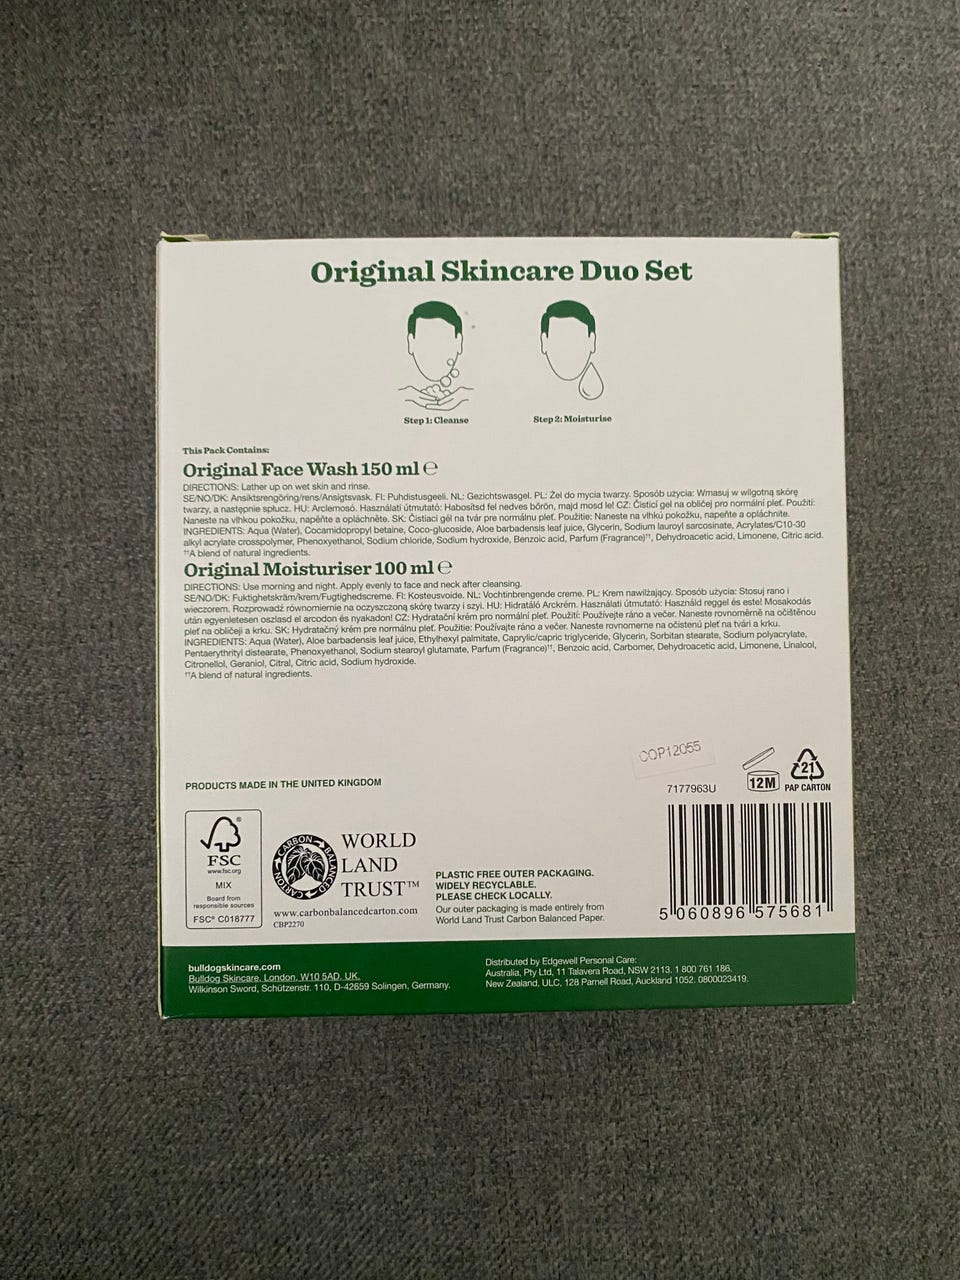 Original Skincare Duo Set
Step 1: Cleanse
Step 2: Moisturise
This Pack Contains:
Original Face Wash 150 ml ℮
DIRECTIONS: Lather up on wet skin and rinse.
SE/NO/DK: Ansiktsrengöring/rens/Ansigtsvask. FI: Puhdistusgeeli. NL: Gezichtswasgel. PL: Żel do mycia twarzy. Sposób użycia: Wmasuj w wilgotną skórę
twarzy, a następnie spłucz. HU: Arclemosó. Használati útmutató: Habosítsd fel nedves bőrön, majd mosd le! CZ: Čisticí gel na obličej pro normální pleť. Použití:
Naneste na vlhkou pokožku, napěňte a opláchněte. SK: Čistiaci gél na tvár pre normálnu pleť. Použitie: Naneste na vlhkú pokožku, napeňte a opláchnite.
INGREDIENTS: Aqua (Water), Cocamidopropyl betaine, Coco-glucoside, Aloe barbadensis leaf juice, Glycerin, Sodium lauroyl sarcosinate, Acrylates/C10-30
alkyl acrylate crosspolymer, Phenoxyethanol, Sodium chloride, Sodium hydroxide, Benzoic acid, Parfum (Fragrance)††, Dehydroacetic acid, Limonene, Citric acid.
††A blend of natural ingredients.
Original Moisturiser 100 ml ℮
DIRECTIONS: Use morning and night. Apply evenly to face and neck after cleansing.
SE/NO/DK: Fuktighetskräm/krem/Fugtighedscreme. FI: Kosteusvoide. NL: Vochtinbrengende creme. PL: Krem nawilżający. Sposób użycia: Stosuj rano i
wieczorem. Rozprowadź równomiernie na oczyszczoną skórę twarzy i szyi. HU: Hidratáló Arckrém. Használati útmutató: Használd reggel és este! Mosakodás
után egyenletesen oszlasd el arcodon és nyakadon! CZ: Hydratační krém pro normální pleť. Použití: Používejte ráno a večer. Naneste rovnoměrně na očištěnou
pleť na obličeji a krku. SK: Hydratačný krém pre normálnu pleť. Použitie: Používajte ráno a večer. Naneste rovnomerne na očistenú pleť na tvári a krku.
INGREDIENTS: Aqua (Water), Aloe barbadensis leaf juice, Ethylhexyl palmitate, Caprylic/capric triglyceride, Glycerin, Sorbitan stearate, Sodium polyacrylate,
Pentaerythrityl distearate, Phenoxyethanol, Sodium stearoyl glutamate, Parfum (Fragrance)††, Benzoic acid, Carbomer, Dehydroacetic acid, Limonene, Linalool,
Citronellol, Geraniol, Citral, Citric acid, Sodium hydroxide.
††A blend of natural ingredients.
COP12055
PRODUCTS MADE IN THE UNITED KINGDOM
7177963U
12M
21
PAP CARTON
FSC
®
www.fsc.org
MIX
Board from
responsible sources
FSC® C018777
CARBON BALANCED CARTON
WORLD
LAND
TRUST™
www.carbonbalancedcarton.com
CBP2270
PLASTIC FREE OUTER PACKAGING.
WIDELY RECYCLABLE.
PLEASE CHECK LOCALLY.
Our outer packaging is made entirely from
World Land Trust Carbon Balanced Paper.
5 060896 575681
bulldogskincare.com
Bulldog Skincare. London. W10 5AD. UK.
Wilkinson Sword, Schützenstr. 110, D-42659 Solingen, Germany.
Distributed by Edgewell Personal Care:
Australia, Pty Ltd, 11 Talavera Road, NSW 2113. 1 800 761 186.
New Zealand, ULC, 128 Parnell Road, Auckland 1052. 0800023419.